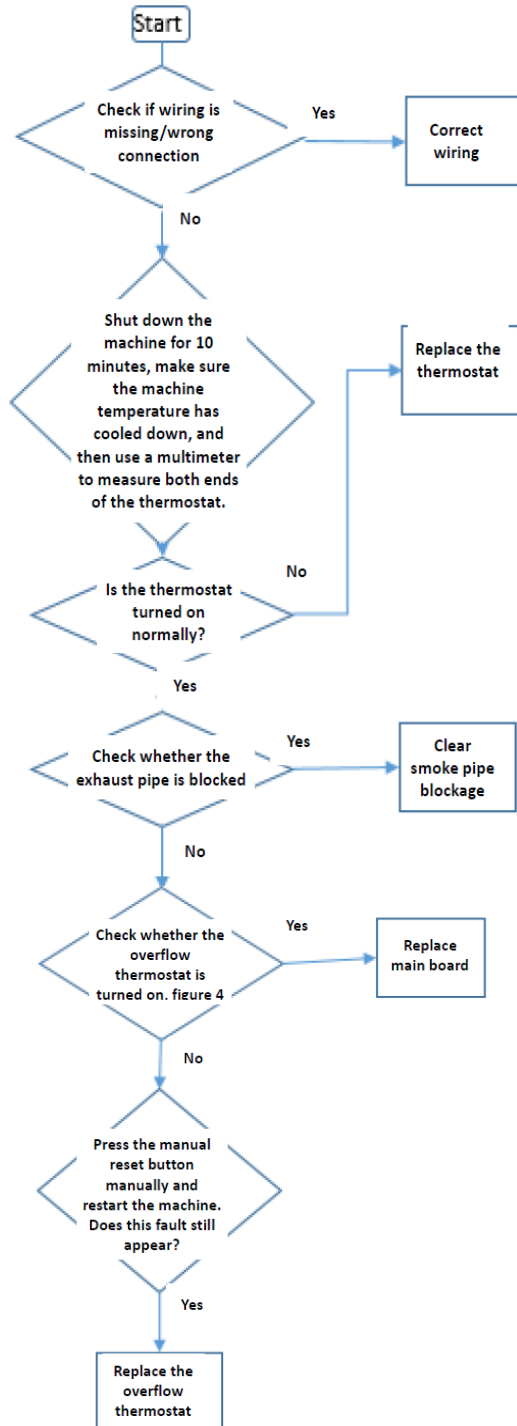 Start
Check if wiring is
missing/wrong
connection
Yes
Correct
wiring
No
Shut down the
machine for 10
minutes, make sure
the machine
temperature has
cooled down, and
then use a multimeter
to measure both ends
of the thermostat.
Replace the
thermostat
No
Is the thermostat
turned on
normally?
Yes
Check whether the
exhaust pipe is blocked
Yes
Clear
smoke pipe
blockage
No
Check whether the
overflow
thermostat is
turned on. figure 4
Yes
Replace
main board
No
Press the manual
reset button
manually and
restart the machine.
Does this fault still
appear?
Yes
Replace the
overflow
thermostat